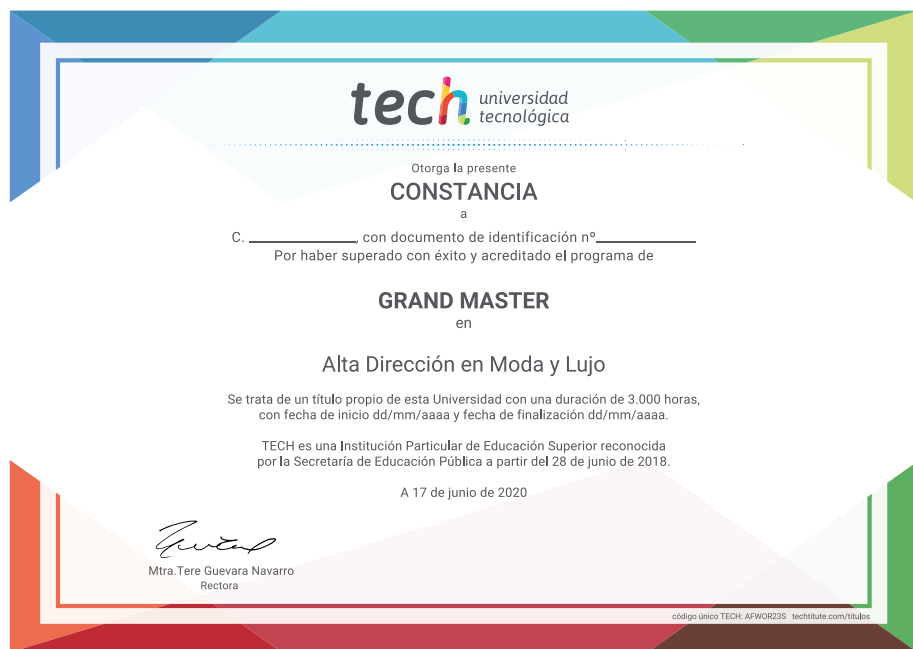 tech universidad
tecnológica
Otorga la presente
CONSTANCIA
a
C. ____________, con documento de identificación nº____________
Por haber superado con éxito y acreditado el programa de
GRAND MASTER
en
Alta Dirección en Moda y Lujo
Se trata de un título propio de esta Universidad con una duración de 3.000 horas,
con fecha de inicio dd/mm/aaaa y fecha de finalización dd/mm/aaaa.
TECH es una Institución Particular de Educación Superior reconocida
por la Secretaría de Educación Pública a partir del 28 de junio de 2018.
A 17 de junio de 2020
Mtra.Tere Guevara Navarro
Rectora
código único TECH: AFWOR23S techtitute.com/titulos